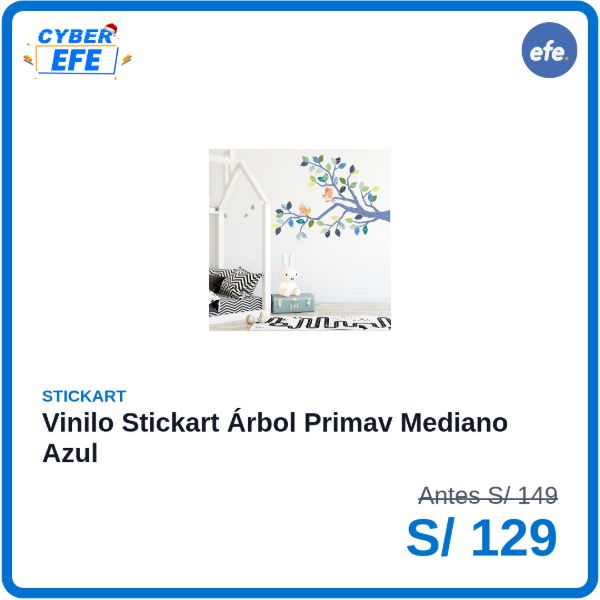 CYBER
EFE
efe.
STICKART
Vinilo Stickart Árbol Primav Mediano
Azul
Antes S/ 149
S/ 129